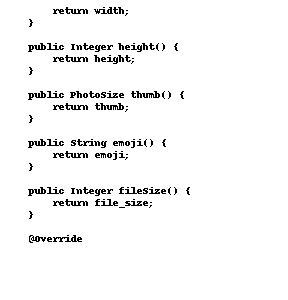 return width;
    }

    public Integer height() {
        return height;
    }

    public PhotoSize thumb() {
        return thumb;
    }

    public String emoji() {
        return emoji;
    }

    public Integer fileSize() {
        return file_size;
    }

    @Override